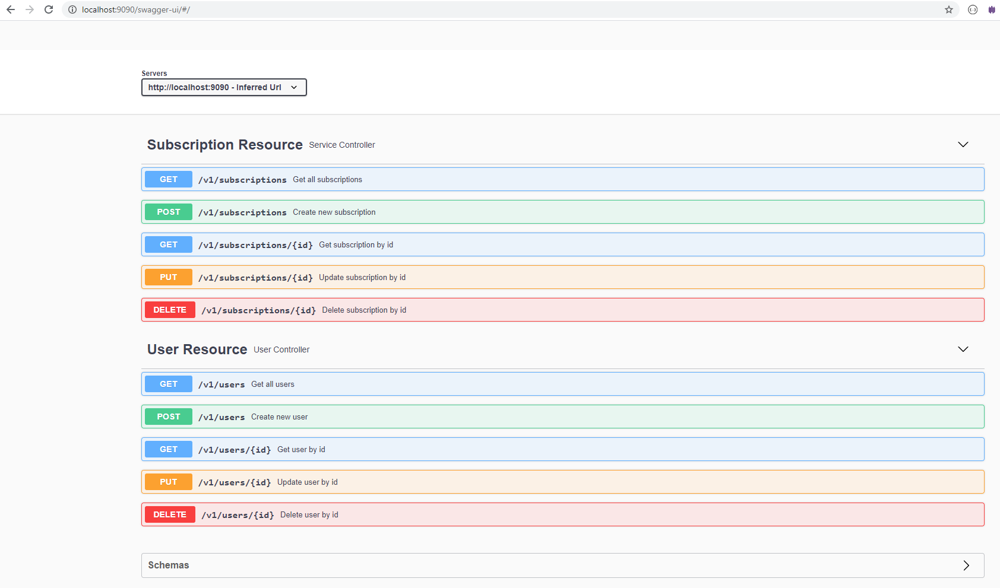 localhost:9090/swagger-ui/#/
Servers
http://localhost:9090 - Inferred Url
Subscription Resource Service Controller
GET /v1/subscriptions Get all subscriptions
POST /v1/subscriptions Create new subscription
GET /v1/subscriptions/{id} Get subscription by id
PUT /v1/subscriptions/{id} Update subscription by id
DELETE /v1/subscriptions/{id} Delete subscription by id
User Resource User Controller
GET /v1/users Get all users
POST /v1/users Create new user
GET /v1/users/{id} Get user by id
PUT /v1/users/{id} Update user by id
DELETE /v1/users/{id} Delete user by id
Schemas